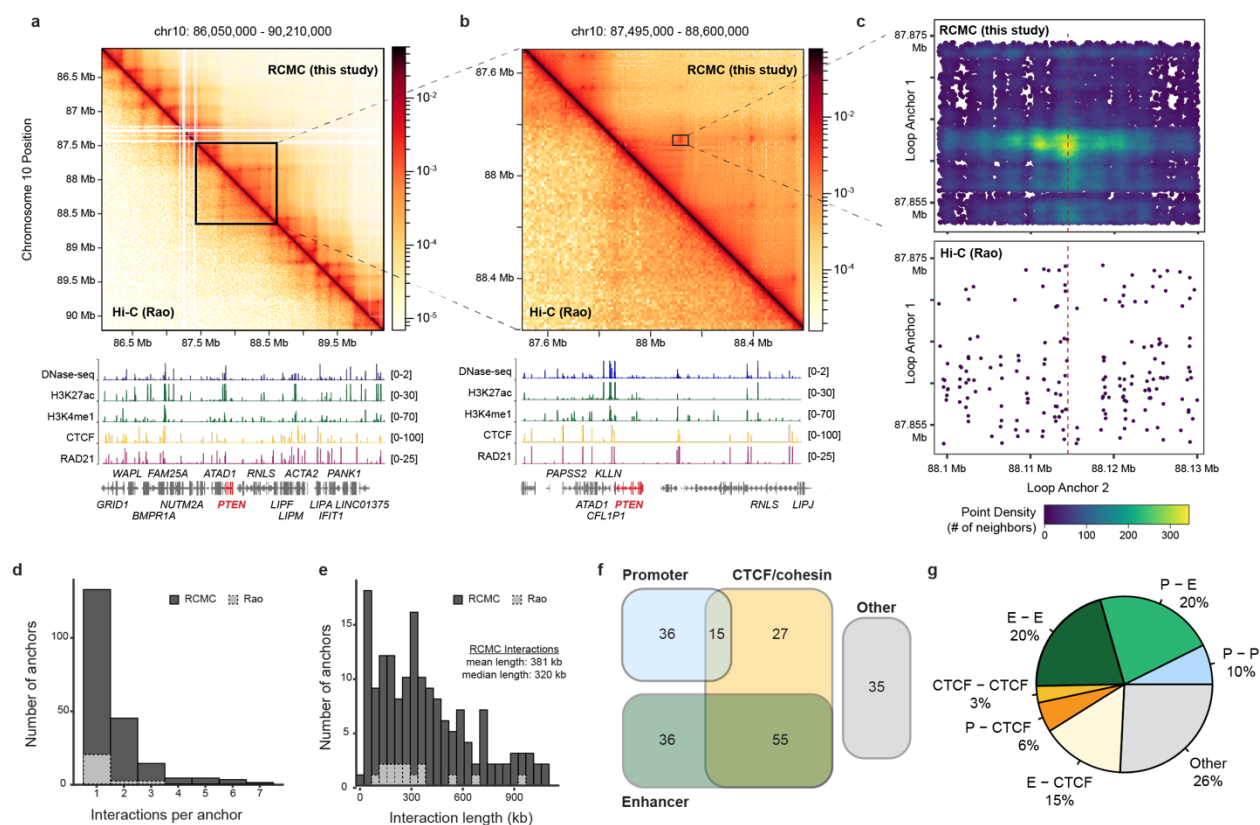 a
chr10: 86,050,000 - 90,210,000
Chromosome 10 Position
86.5 Mb
87 Mb
87.5 Mb
88 Mb
88.5 Mb
89 Mb
89.5 Mb
90 Mb
RCMC (this study)
Hi-C (Rao)
10-2
10-3
10-4
10-5
86.5 Mb 87.5 Mb 88.5 Mb 89.5 Mb
DNase-seq [0-2]
H3K27ac [0-30]
H3K4me1 [0-70]
CTCF [0-100]
RAD21 [0-25]
WAPL FAM25A ATAD1 RNLS ACTA2 PANK1
GRID1 NUTM2A PTEN LIPF LIPA LINC01375
BMPR1A LIPM IFIT1
b
chr10: 87,495,000 - 88,600,000
87.6 Mb
88 Mb
88.4 Mb
RCMC (this study)
Hi-C (Rao)
10-2
10-3
10-4
87.6 Mb 88 Mb 88.4 Mb
DNase-seq [0-2]
H3K27ac [0-30]
H3K4me1 [0-70]
CTCF [0-100]
RAD21 [0-25]
PAPSS2 KLLN
ATAD1 PTEN RNLS LIPJ
CFL1P1
c
87.875
Mb
RCMC (this study)
Loop Anchor 1
87.855
Mb
Hi-C (Rao)
87.875
Mb
Loop Anchor 1
87.855
Mb
88.1 Mb 88.11 Mb 88.12 Mb 88.13 Mb
Loop Anchor 2
Point Density
(# of neighbors)
0 100 200 300
d
RCMC Rao
Number of anchors
100
50
0
1 2 3 4 5 6 7
Interactions per anchor
e
RCMC Rao
RCMC Interactions
mean length: 381 kb
median length: 320 kb
Number of anchors
15
10
5
0
0 300 600 900
Interaction length (kb)
f
Promoter CTCF/cohesin
Other
36 15 27
35
36 55
Enhancer
g
P – E
20%
E – E
20%
P – P
10%
CTCF – CTCF
3%
P – CTCF
6%
Other
26%
E – CTCF
15%